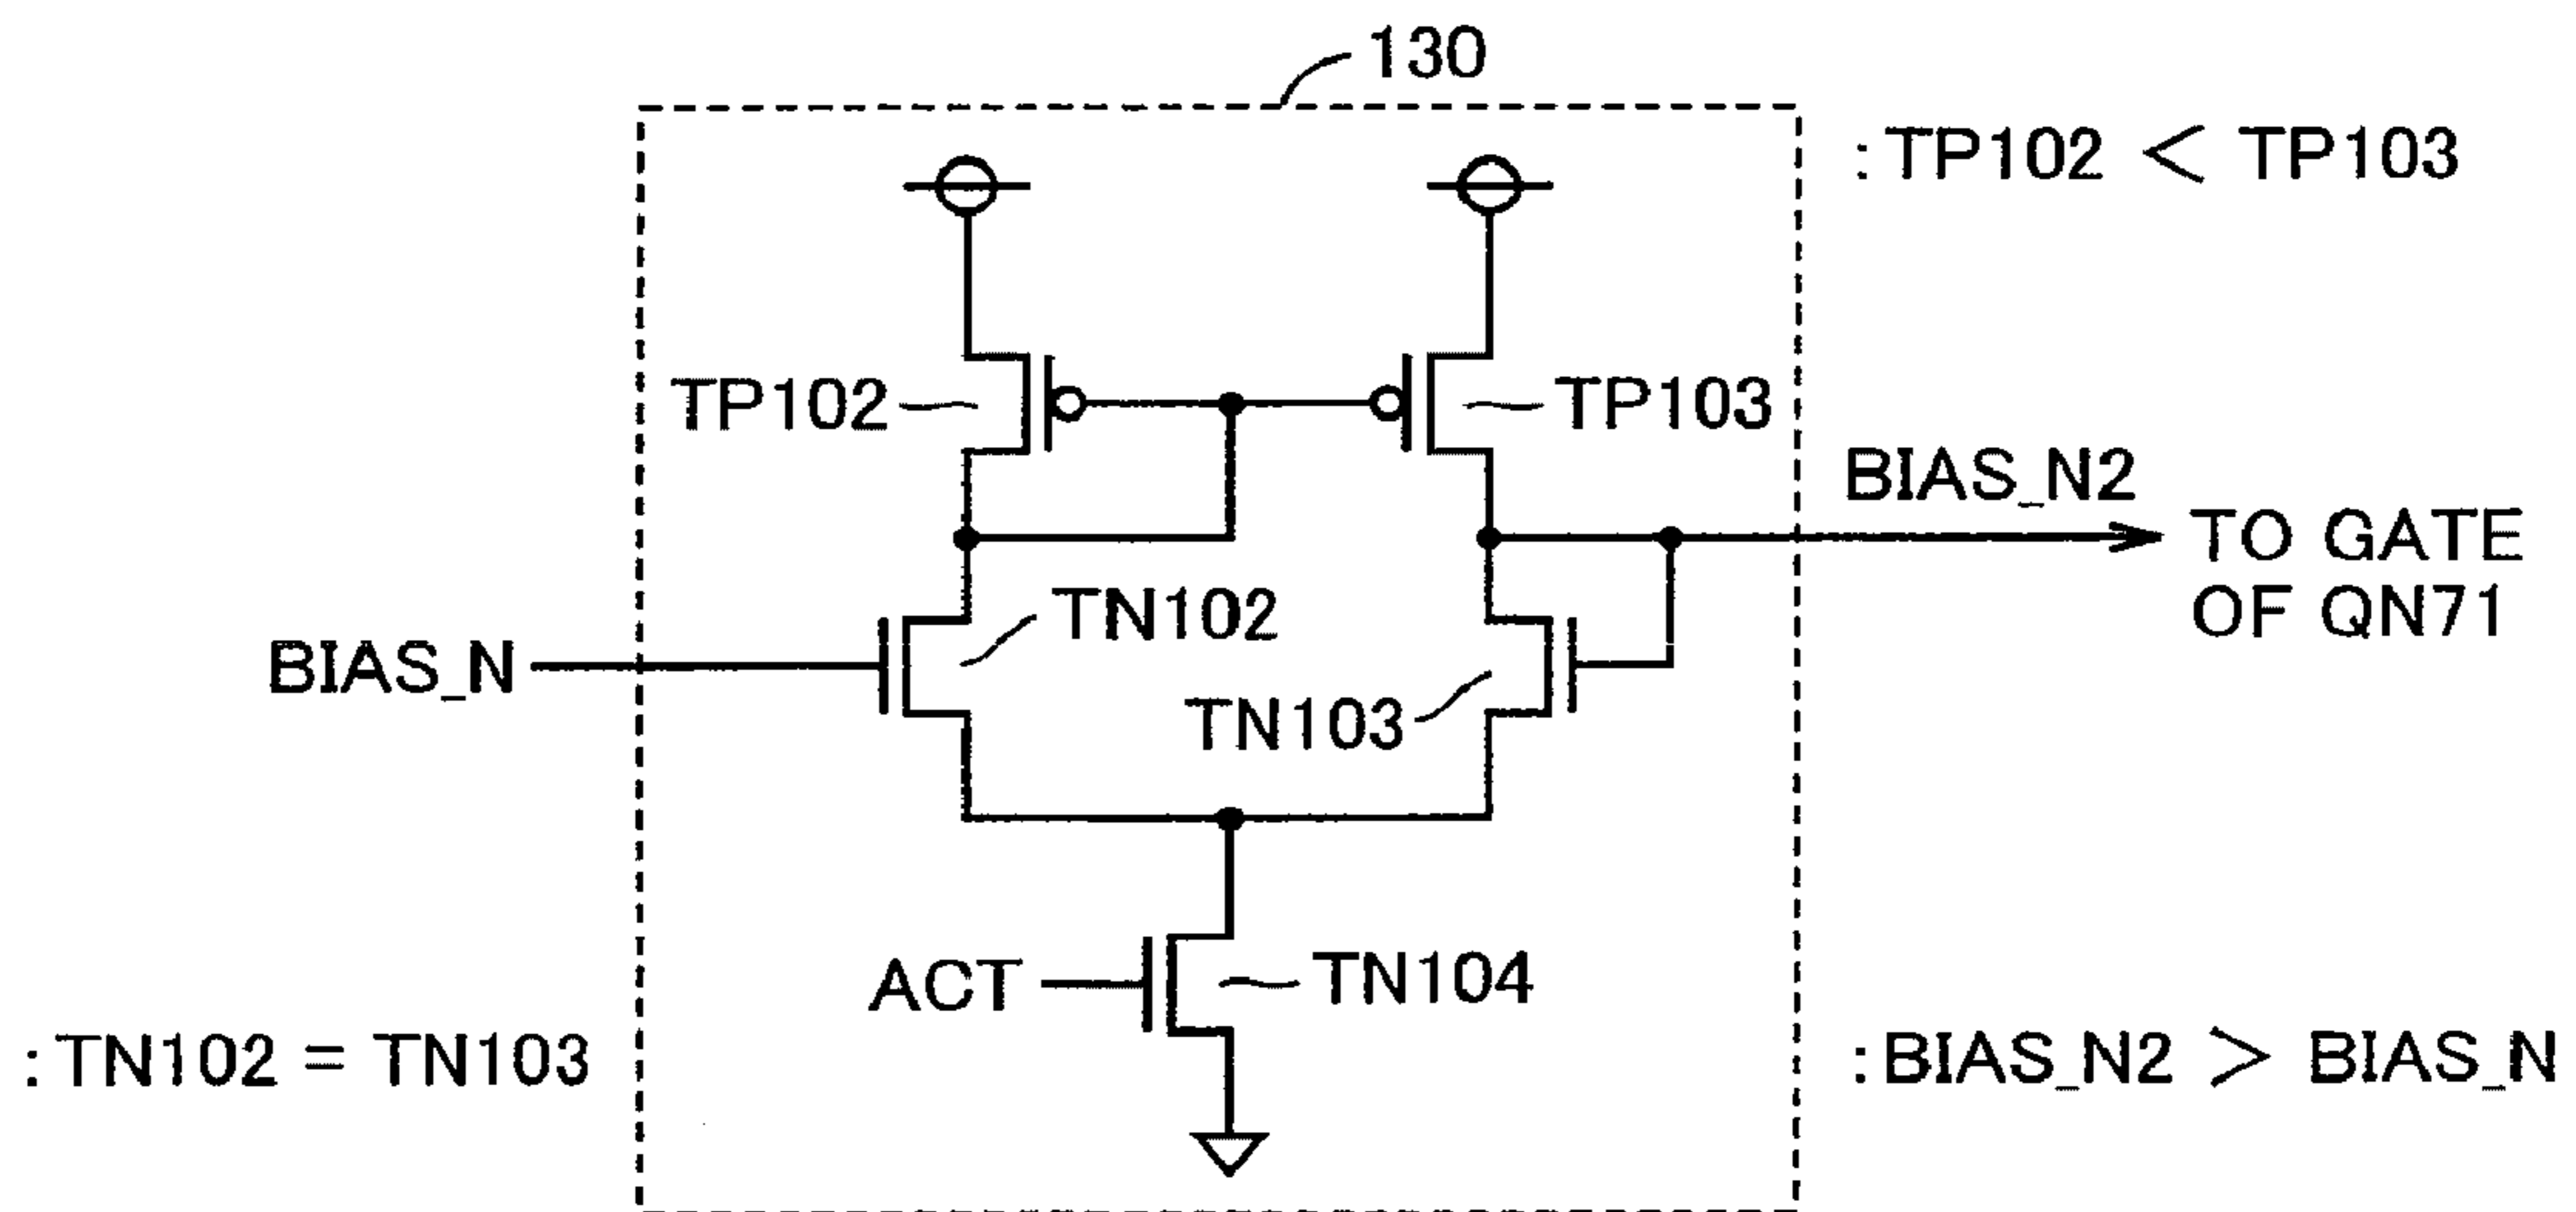 130
:TP102 < TP103
TP102
TP103
BIAS_N2
TO GATE
OF QN71
TN102
BIAS_N
TN103
ACT
TN104
:TN102 = TN103
:BIAS_N2 > BIAS_N